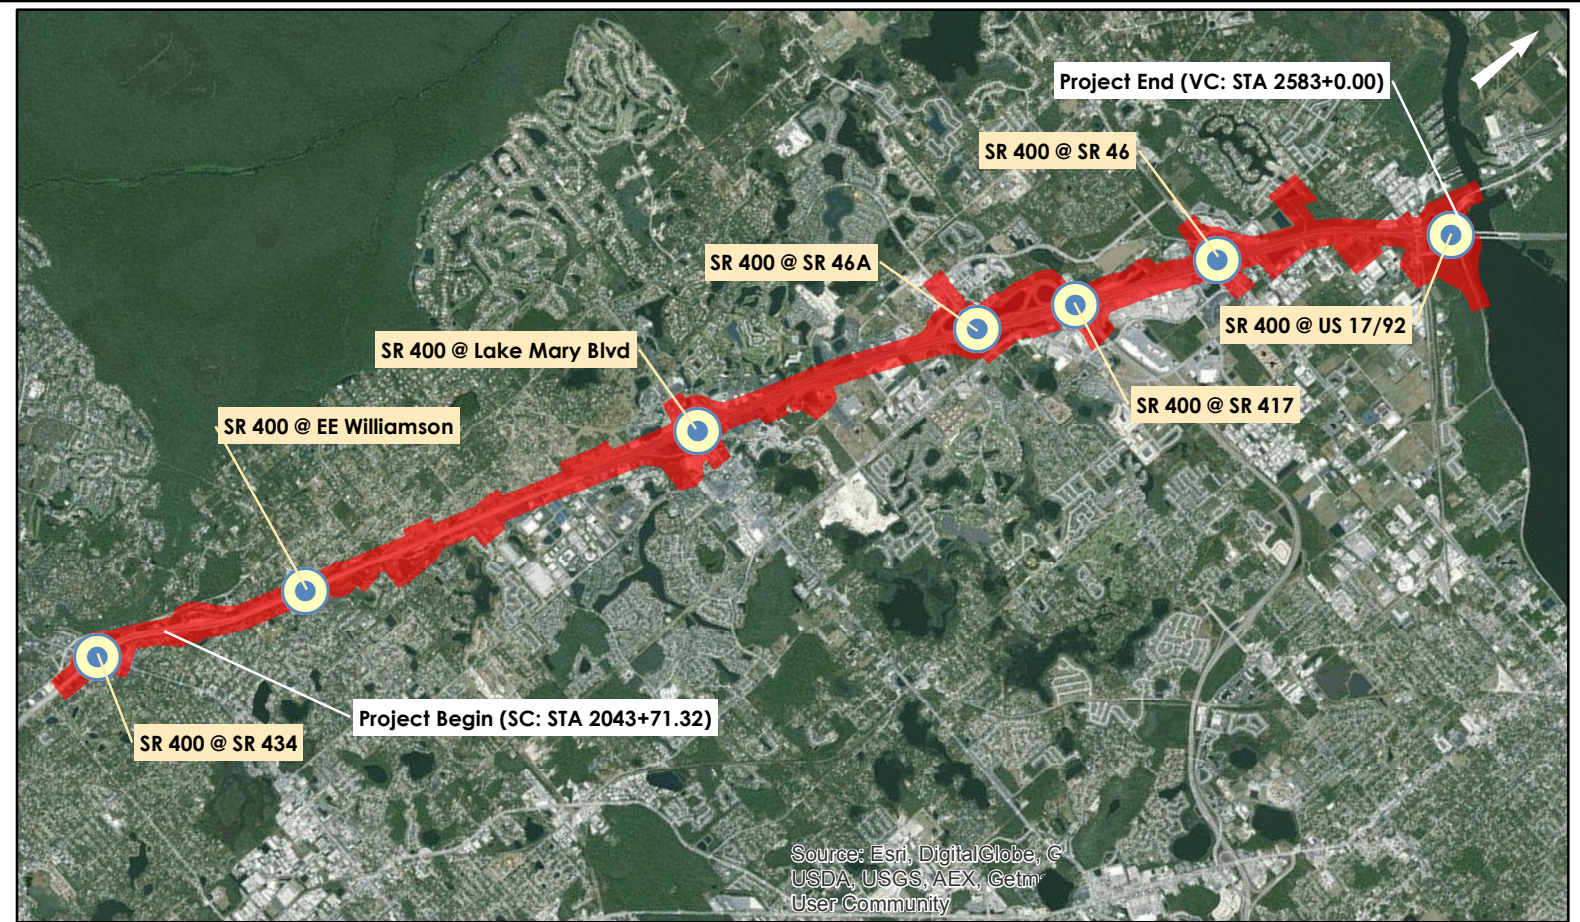 Project End (VC: STA 2583+0.00)
SR 400 @ SR 46
SR 400 @ SR 46A
SR 400 @ US 17/92
SR 400 @ Lake Mary Blvd
SR 400 @ SR 417
SR 400 @ EE Williamson
Project Begin (SC: STA 2043+71.32)
SR 400 @ SR 434
Source: Esri, DigitalGlobe,
USDA, USGS, AEX,
User Community